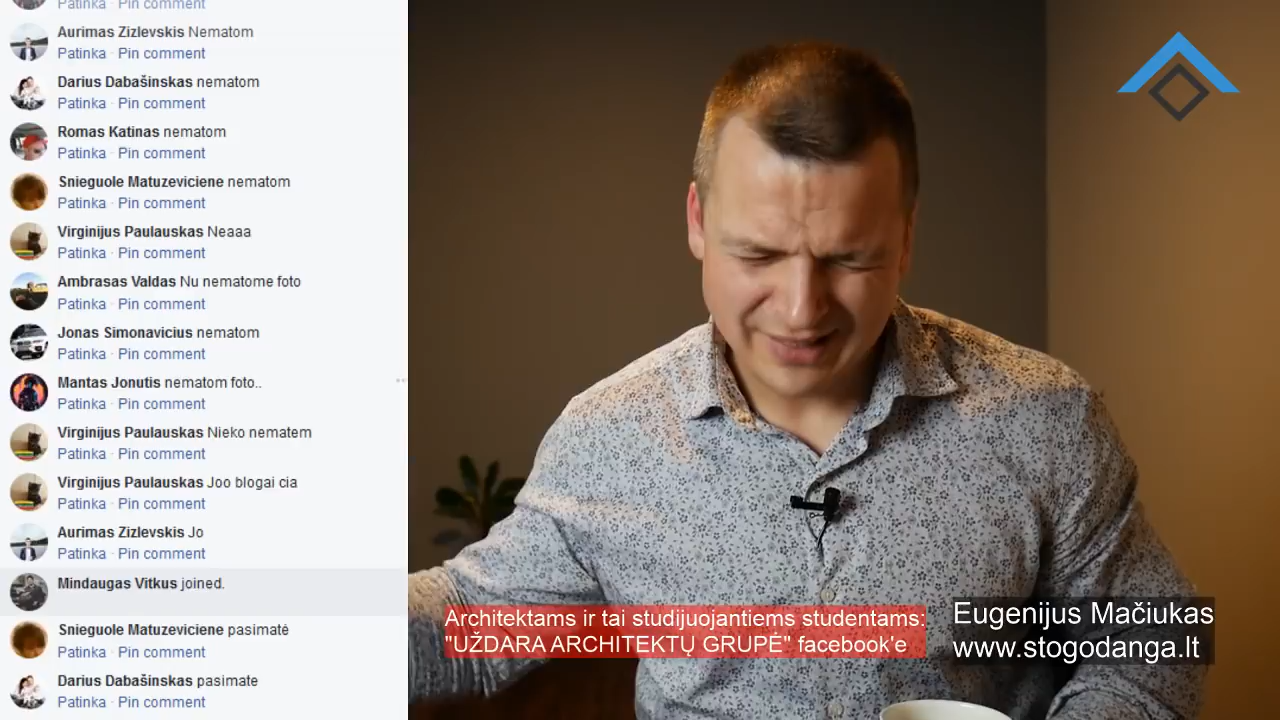 Patinka · Pin comment
Aurimas Zizlevskis Nematom
Patinka · Pin comment
Darius Dabašinskas nematom
Patinka · Pin comment
Romas Katinas nematom
Patinka · Pin comment
Snieguole Matuzeviciene nematom
Patinka · Pin comment
Virginijus Paulauskas Neaaa
Patinka · Pin comment
Ambrasas Valdas Nu nematome foto
Patinka · Pin comment
Jonas Simonavicius nematom
Patinka · Pin comment
Mantas Jonutis nematom foto..
Patinka · Pin comment
Virginijus Paulauskas Nieko nematem
Patinka · Pin comment
Virginijus Paulauskas Joo blogai cia
Patinka · Pin comment
Aurimas Zizlevskis Jo
Patinka · Pin comment
Mindaugas Vitkus joined.
Snieguole Matuzeviciene pasimatė
Patinka · Pin comment
Darius Dabašinskas pasimate
Patinka · Pin comment
Architektams ir tai studijuojantiems studentams:
"UŽDARA ARCHITEKTŲ GRUPĖ" facebook'e
Eugenijus Mačiukas
www.stogodanga.lt